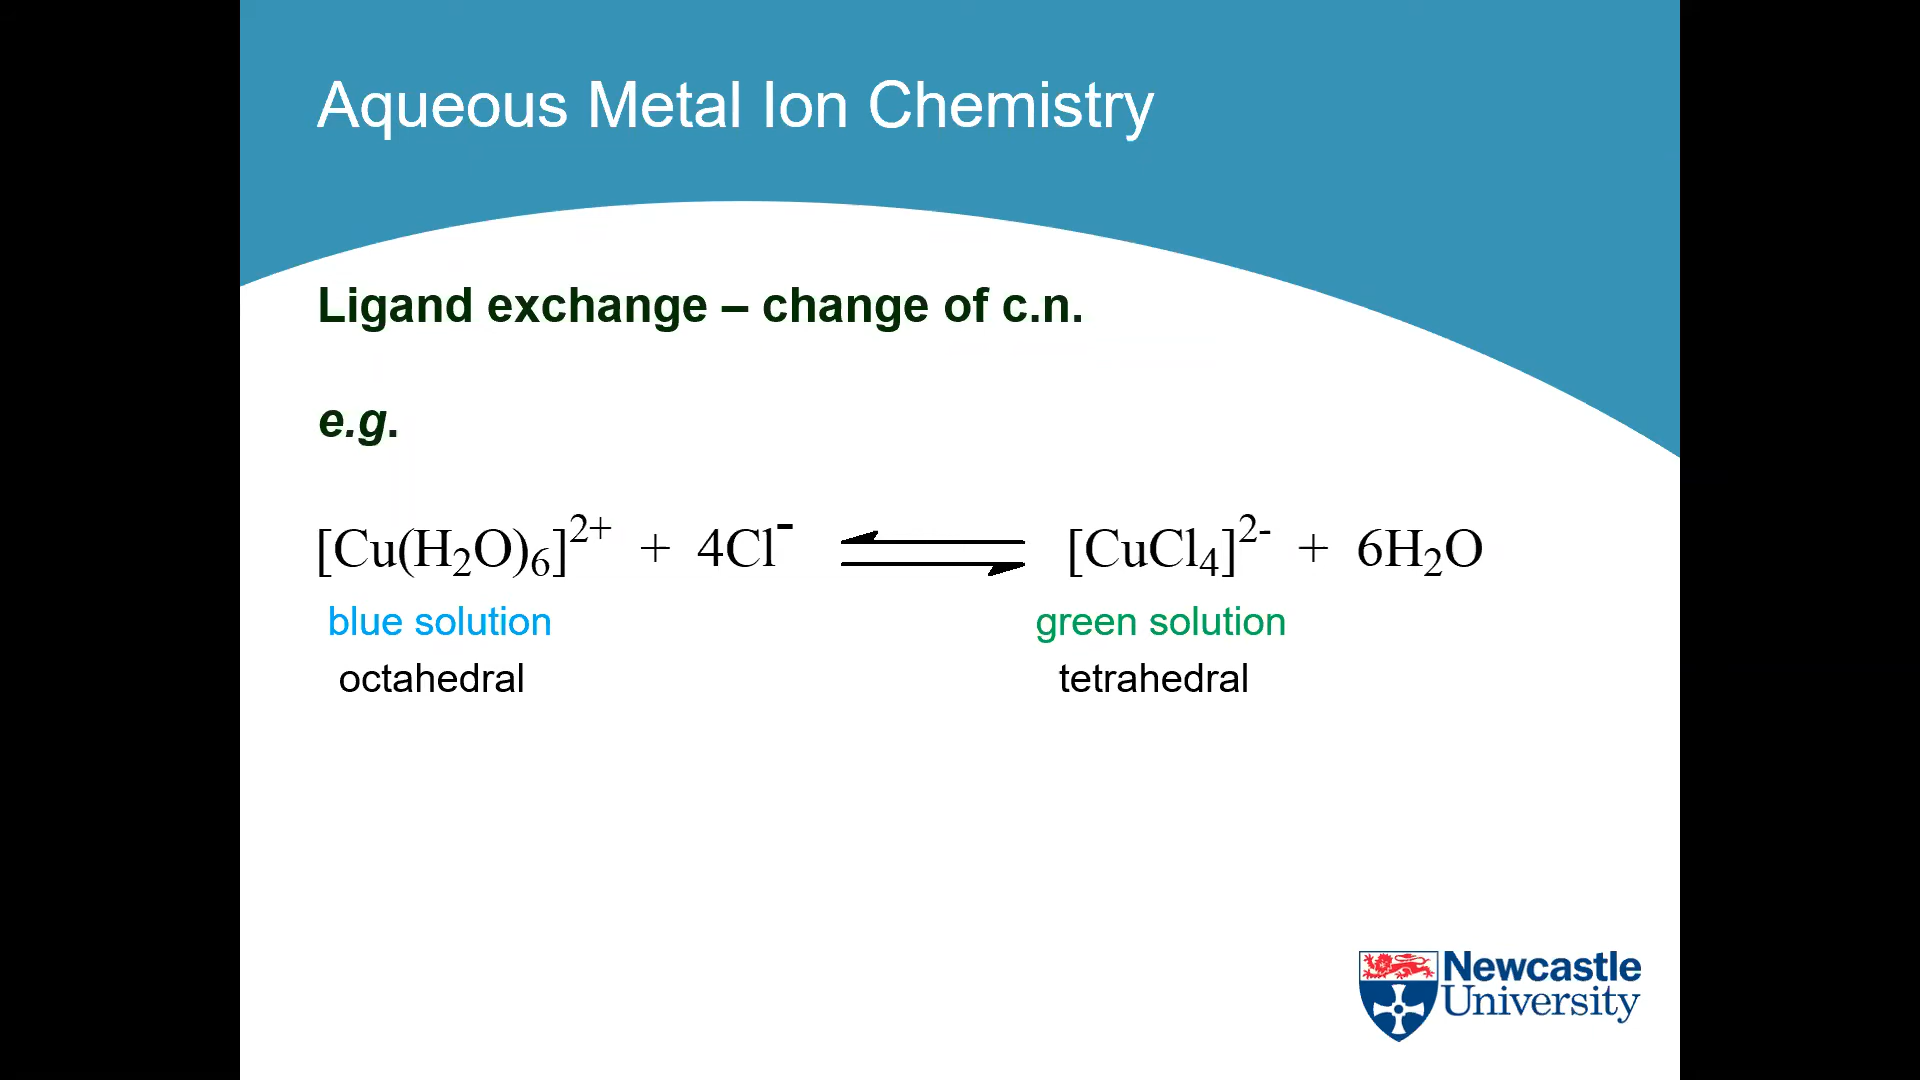 Aqueous Metal Ion Chemistry
Ligand exchange – change of c.n.
e.g.
[Cu(H₂O)₆]²⁺ + 4Cl⁻ ⇌ [CuCl₄]²⁻ + 6H₂O
blue solution green solution
octahedral tetrahedral
Newcastle
University